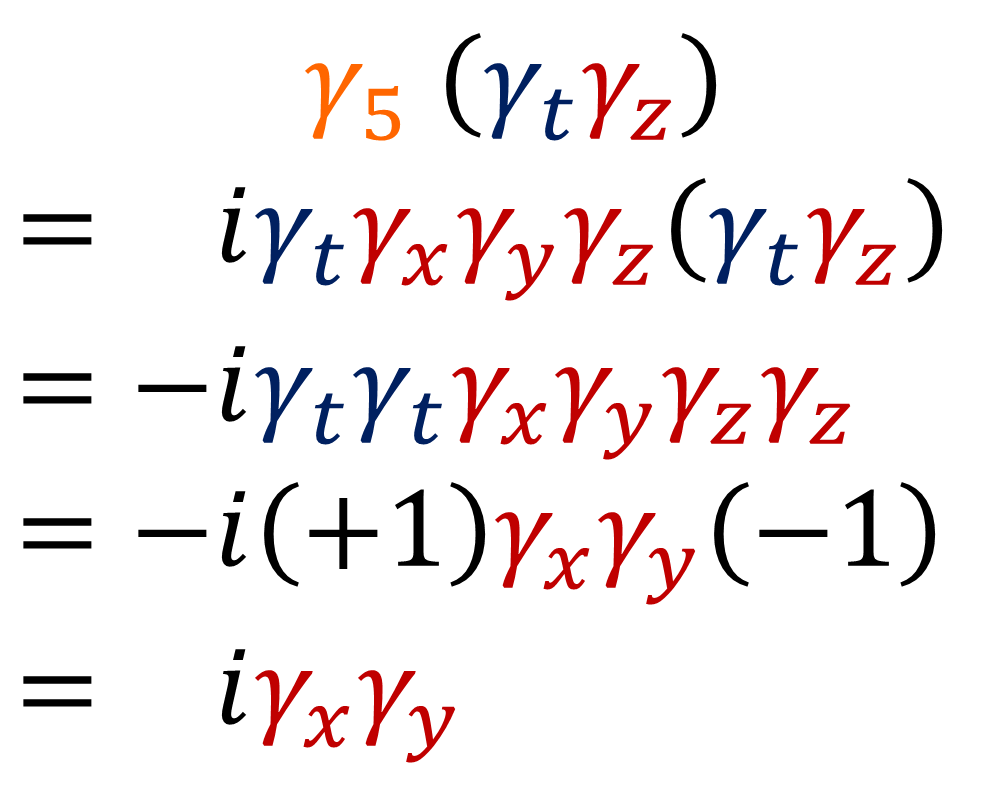 γ₅ (γₜγ_z)
= iγₜγₓγ_yγ_z(γₜγ_z)
= −iγₜγₜγₓγ_yγ_zγ_z
= −i(+1)γₓγ_y(−1)
= iγₓγ_y